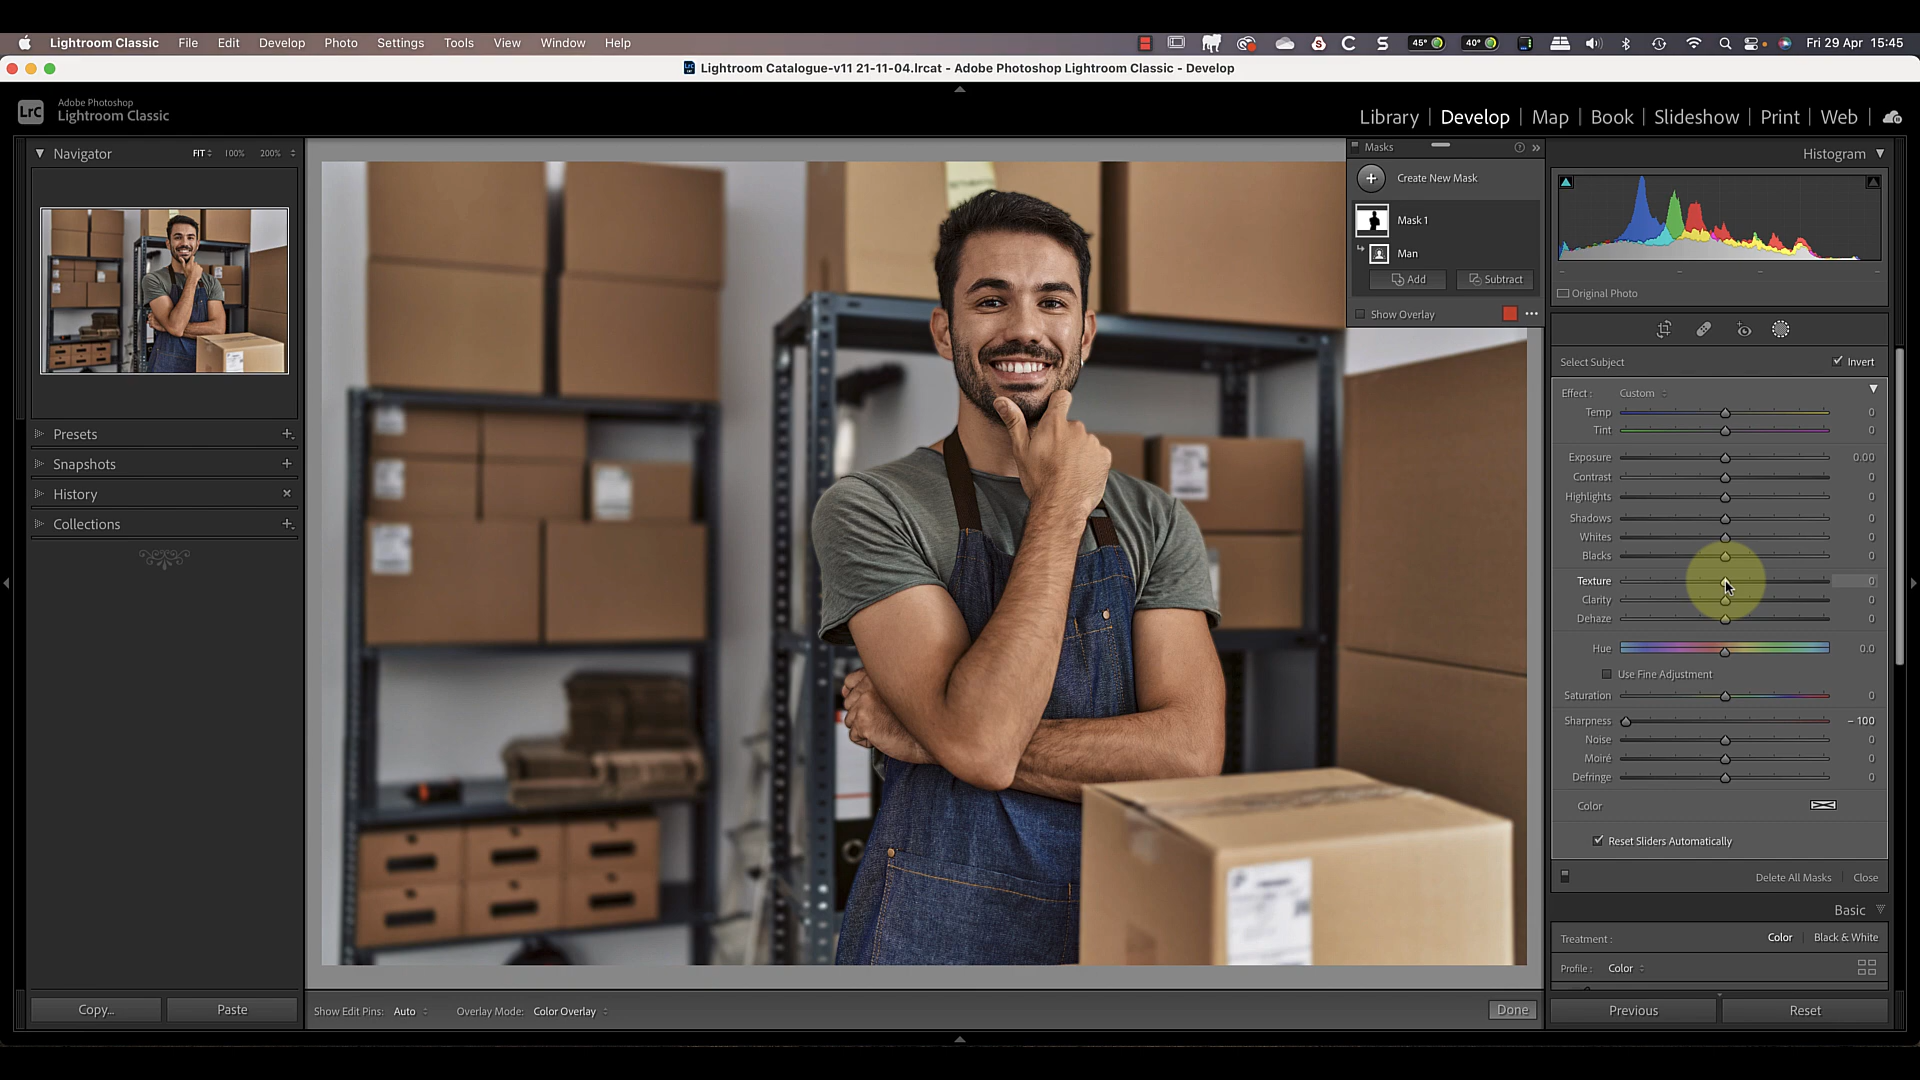 Lightroom Classic File Edit Develop Photo Settings Tools View Window Help 45° 40° Fri 29 Apr 15:45
Lightroom Catalogue-v11 21-11-04.lrcat - Adobe Photoshop Lightroom Classic - Develop
LrC Adobe Photoshop
Lightroom Classic
Library | Develop | Map | Book | Slideshow | Print | Web |
Navigator FIT 100% 200%
Presets
Snapshots
History
Collections
Copy... Paste
Masks
Create New Mask
Mask 1
Man
Add Subtract
Show Overlay
Histogram
Original Photo
Select Subject Invert
Effect : Custom
Temp 0
Tint 0
Exposure 0.00
Contrast 0
Highlights 0
Shadows 0
Whites 0
Blacks 0
Texture 0
Clarity 0
Dehaze 0
Hue 0.0
Use Fine Adjustment
Saturation 0
Sharpness – 100
Noise 0
Moiré 0
Defringe 0
Color
Reset Sliders Automatically
Delete All Masks Close
Basic
Treatment : Color Black & White
Profile : Color
Show Edit Pins: Auto Overlay Mode: Color Overlay Done
Previous Reset